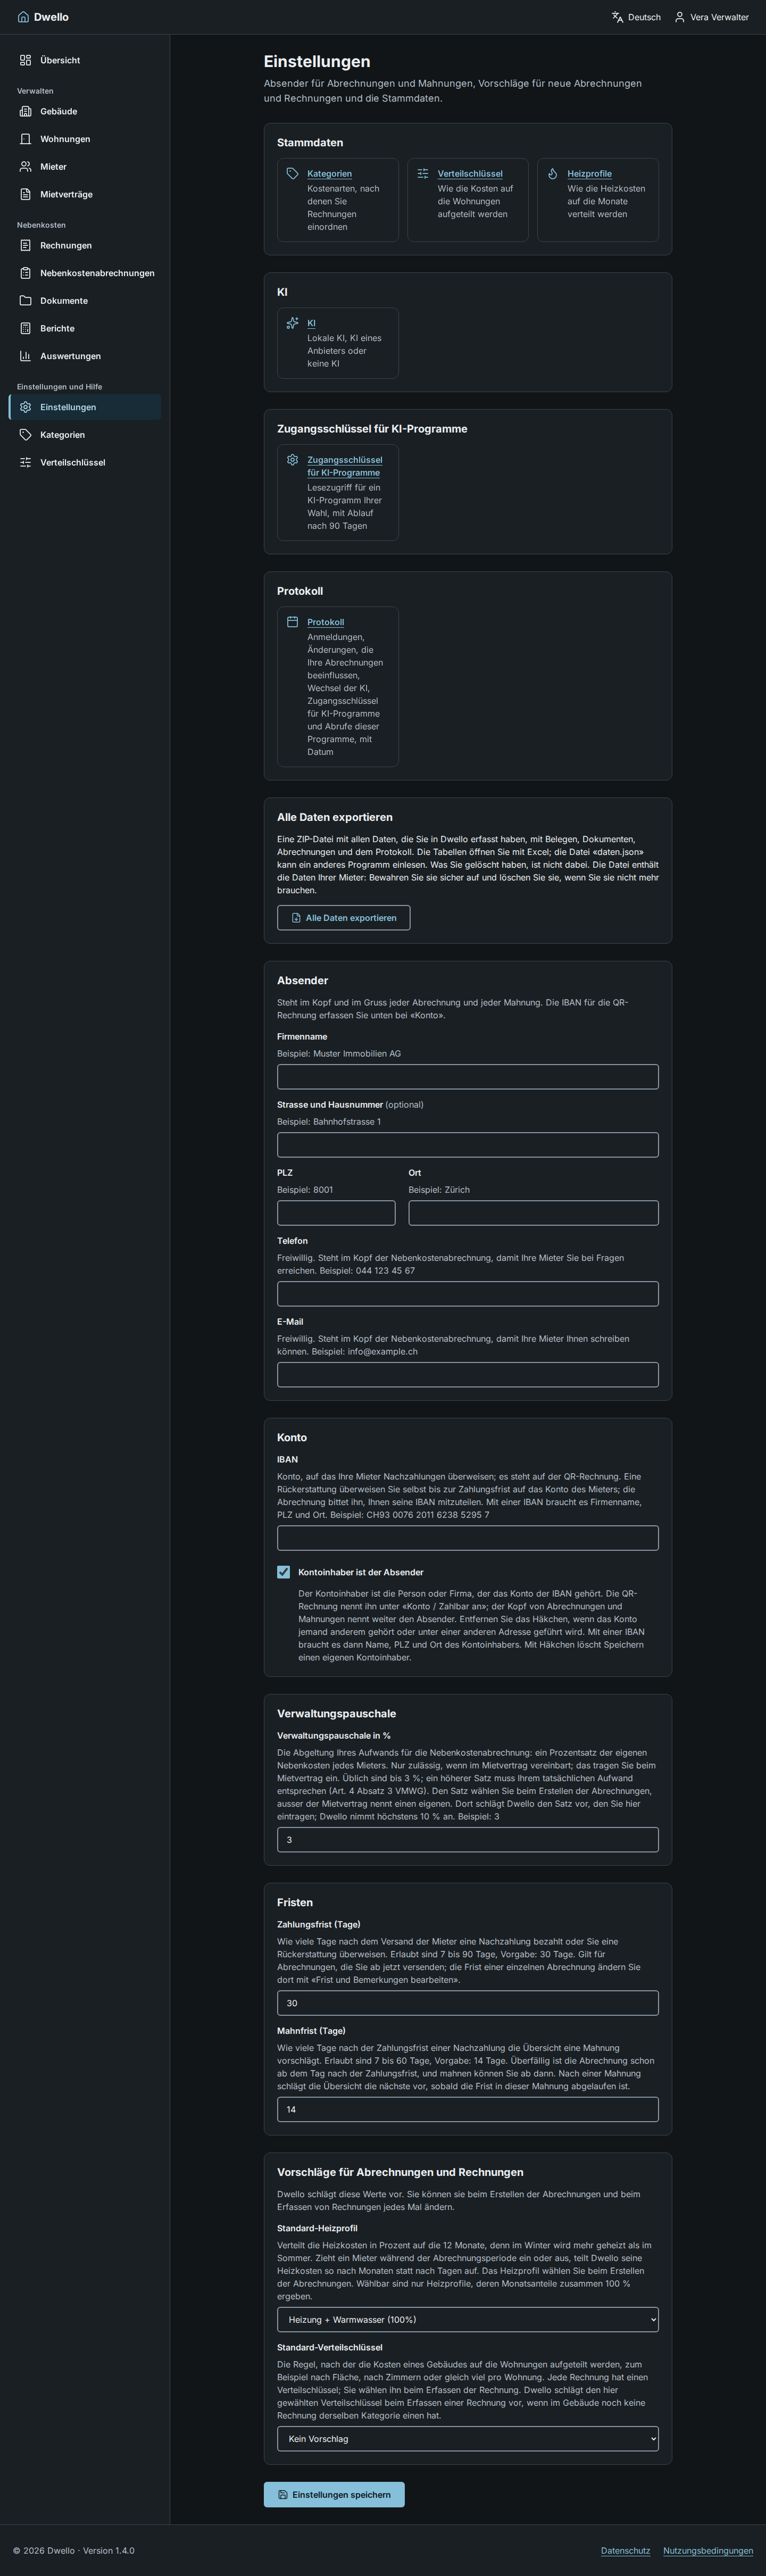 Dwello
Deutsch
Vera Verwalter
Übersicht
Verwalten
Gebäude
Wohnungen
Mieter
Mietverträge
Nebenkosten
Rechnungen
Nebenkostenabrechnungen
Dokumente
Berichte
Auswertungen
Einstellungen und Hilfe
Einstellungen
Kategorien
Verteilschlüssel
Einstellungen
Absender für Abrechnungen und Mahnungen, Vorschläge für neue Abrechnungen
und Rechnungen und die Stammdaten.
Stammdaten
Kategorien
Kostenarten, nach
denen Sie
Rechnungen
einordnen
Verteilschlüssel
Wie die Kosten auf
die Wohnungen
aufgeteilt werden
Heizprofile
Wie die Heizkosten
auf die Monate
verteilt werden
KI
KI
Lokale KI, KI eines
Anbieters oder
keine KI
Zugangsschlüssel für KI-Programme
Zugangsschlüssel
für KI-Programme
Lesezugriff für ein
KI-Programm Ihrer
Wahl, mit Ablauf
nach 90 Tagen
Protokoll
Protokoll
Anmeldungen,
Änderungen, die
Ihre Abrechnungen
beeinflussen,
Wechsel der KI,
Zugangsschlüssel
für KI-Programme
und Abrufe dieser
Programme, mit
Datum
Alle Daten exportieren
Eine ZIP-Datei mit allen Daten, die Sie in Dwello erfasst haben, mit Belegen, Dokumenten,
Abrechnungen und dem Protokoll. Die Tabellen öffnen Sie mit Excel; die Datei «daten.json»
kann ein anderes Programm einlesen. Was Sie gelöscht haben, ist nicht dabei. Die Datei enthält
die Daten Ihrer Mieter: Bewahren Sie sie sicher auf und löschen Sie sie, wenn Sie sie nicht mehr
brauchen.
Alle Daten exportieren
Absender
Steht im Kopf und im Gruss jeder Abrechnung und jeder Mahnung. Die IBAN für die QR-
Rechnung erfassen Sie unten bei «Konto».
Firmenname
Beispiel: Muster Immobilien AG
Strasse und Hausnummer (optional)
Beispiel: Bahnhofstrasse 1
PLZ
Beispiel: 8001
Ort
Beispiel: Zürich
Telefon
Freiwillig. Steht im Kopf der Nebenkostenabrechnung, damit Ihre Mieter Sie bei Fragen
erreichen. Beispiel: 044 123 45 67
E-Mail
Freiwillig. Steht im Kopf der Nebenkostenabrechnung, damit Ihre Mieter Ihnen schreiben
können. Beispiel: info@example.ch
Konto
IBAN
Konto, auf das Ihre Mieter Nachzahlungen überweisen; es steht auf der QR-Rechnung. Eine
Rückerstattung überweisen Sie selbst bis zur Zahlungsfrist auf das Konto des Mieters; die
Abrechnung bittet ihn, Ihnen seine IBAN mitzuteilen. Mit einer IBAN braucht es Firmenname,
PLZ und Ort. Beispiel: CH93 0076 2011 6238 5295 7
Kontoinhaber ist der Absender
Der Kontoinhaber ist die Person oder Firma, der das Konto der IBAN gehört. Die QR-
Rechnung nennt ihn unter «Konto / Zahlbar an»; der Kopf von Abrechnungen und
Mahnungen nennt weiter den Absender. Entfernen Sie das Häkchen, wenn das Konto
jemand anderem gehört oder unter einer anderen Adresse geführt wird. Mit einer IBAN
braucht es dann Name, PLZ und Ort des Kontoinhabers. Mit Häkchen löscht Speichern
einen eigenen Kontoinhaber.
Verwaltungspauschale
Verwaltungspauschale in %
Die Abgeltung Ihres Aufwands für die Nebenkostenabrechnung: ein Prozentsatz der eigenen
Nebenkosten jedes Mieters. Nur zulässig, wenn im Mietvertrag vereinbart; das tragen Sie beim
Mietvertrag ein. Üblich sind bis 3 %; ein höherer Satz muss Ihrem tatsächlichen Aufwand
entsprechen (Art. 4 Absatz 3 VMWG). Den Satz wählen Sie beim Erstellen der Abrechnungen,
ausser der Mietvertrag nennt einen eigenen. Dort schlägt Dwello den Satz vor, den Sie hier
eintragen; Dwello nimmt höchstens 10 % an. Beispiel: 3
3
Fristen
Zahlungsfrist (Tage)
Wie viele Tage nach dem Versand der Mieter eine Nachzahlung bezahlt oder Sie eine
Rückerstattung überweisen. Erlaubt sind 7 bis 90 Tage, Vorgabe: 30 Tage. Gilt für
Abrechnungen, die Sie ab jetzt versenden; die Frist einer einzelnen Abrechnung ändern Sie
dort mit «Frist und Bemerkungen bearbeiten».
30
Mahnfrist (Tage)
Wie viele Tage nach der Zahlungsfrist einer Nachzahlung die Übersicht eine Mahnung
vorschlägt. Erlaubt sind 7 bis 60 Tage, Vorgabe: 14 Tage. Überfällig ist die Abrechnung schon
ab dem Tag nach der Zahlungsfrist, und mahnen können Sie ab dann. Nach einer Mahnung
schlägt die Übersicht die nächste vor, sobald die Frist in dieser Mahnung abgelaufen ist.
14
Vorschläge für Abrechnungen und Rechnungen
Dwello schlägt diese Werte vor. Sie können sie beim Erstellen der Abrechnungen und beim
Erfassen von Rechnungen jedes Mal ändern.
Standard-Heizprofil
Verteilt die Heizkosten in Prozent auf die 12 Monate, denn im Winter wird mehr geheizt als im
Sommer. Zieht ein Mieter während der Abrechnungsperiode ein oder aus, teilt Dwello seine
Heizkosten so nach Monaten statt nach Tagen auf. Das Heizprofil wählen Sie beim Erstellen
der Abrechnungen. Wählbar sind nur Heizprofile, deren Monatsanteile zusammen 100 %
ergeben.
Heizung + Warmwasser (100%)
Standard-Verteilschlüssel
Die Regel, nach der die Kosten eines Gebäudes auf die Wohnungen aufgeteilt werden, zum
Beispiel nach Fläche, nach Zimmern oder gleich viel pro Wohnung. Jede Rechnung hat einen
Verteilschlüssel; Sie wählen ihn beim Erfassen der Rechnung. Dwello schlägt den hier
gewählten Verteilschlüssel beim Erfassen einer Rechnung vor, wenn im Gebäude noch keine
Rechnung derselben Kategorie einen hat.
Kein Vorschlag
Einstellungen speichern
© 2026 Dwello · Version 1.4.0
Datenschutz
Nutzungsbedingungen